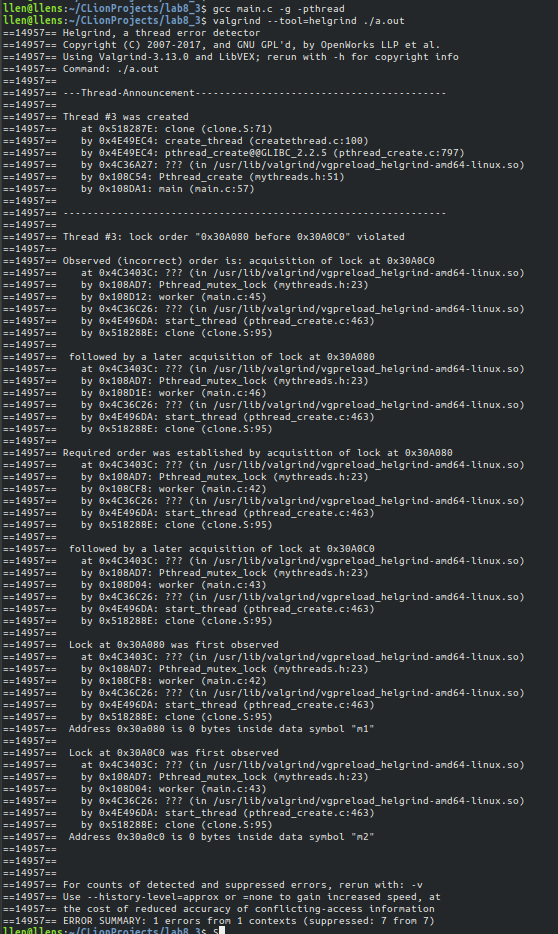 llen@llens:~/CLionProjects/lab8_3$ gcc main.c -g -pthread
llen@llens:~/CLionProjects/lab8_3$ valgrind --tool=helgrind ./a.out
==14957== Helgrind, a thread error detector
==14957== Copyright (C) 2007-2017, and GNU GPL'd, by OpenWorks LLP et al.
==14957== Using Valgrind-3.13.0 and LibVEX; rerun with -h for copyright info
==14957== Command: ./a.out
==14957==
==14957== ---Thread-Announcement------------------------------------------
==14957==
==14957== Thread #3 was created
==14957==    at 0x518287E: clone (clone.S:71)
==14957==    by 0x4E49EC4: create_thread (createthread.c:100)
==14957==    by 0x4E49EC4: pthread_create@@GLIBC_2.2.5 (pthread_create.c:797)
==14957==    by 0x4C36A27: ??? (in /usr/lib/valgrind/vgpreload_helgrind-amd64-linux.so)
==14957==    by 0x108C54: Pthread_create (mythreads.h:51)
==14957==    by 0x108DA1: main (main.c:57)
==14957==
==14957== ----------------------------------------------------------------
==14957==
==14957== Thread #3: lock order "0x30A080 before 0x30A0C0" violated
==14957==
==14957== Observed (incorrect) order is: acquisition of lock at 0x30A0C0
==14957==    at 0x4C3403C: ??? (in /usr/lib/valgrind/vgpreload_helgrind-amd64-linux.so)
==14957==    by 0x108AD7: Pthread_mutex_lock (mythreads.h:23)
==14957==    by 0x108D12: worker (main.c:45)
==14957==    by 0x4C36C26: ??? (in /usr/lib/valgrind/vgpreload_helgrind-amd64-linux.so)
==14957==    by 0x4E496DA: start_thread (pthread_create.c:463)
==14957==    by 0x518288E: clone (clone.S:95)
==14957==
==14957==  followed by a later acquisition of lock at 0x30A080
==14957==    at 0x4C3403C: ??? (in /usr/lib/valgrind/vgpreload_helgrind-amd64-linux.so)
==14957==    by 0x108AD7: Pthread_mutex_lock (mythreads.h:23)
==14957==    by 0x108D1E: worker (main.c:46)
==14957==    by 0x4C36C26: ??? (in /usr/lib/valgrind/vgpreload_helgrind-amd64-linux.so)
==14957==    by 0x4E496DA: start_thread (pthread_create.c:463)
==14957==    by 0x518288E: clone (clone.S:95)
==14957==
==14957== Required order was established by acquisition of lock at 0x30A080
==14957==    at 0x4C3403C: ??? (in /usr/lib/valgrind/vgpreload_helgrind-amd64-linux.so)
==14957==    by 0x108AD7: Pthread_mutex_lock (mythreads.h:23)
==14957==    by 0x108CF8: worker (main.c:42)
==14957==    by 0x4C36C26: ??? (in /usr/lib/valgrind/vgpreload_helgrind-amd64-linux.so)
==14957==    by 0x4E496DA: start_thread (pthread_create.c:463)
==14957==    by 0x518288E: clone (clone.S:95)
==14957==
==14957==  followed by a later acquisition of lock at 0x30A0C0
==14957==    at 0x4C3403C: ??? (in /usr/lib/valgrind/vgpreload_helgrind-amd64-linux.so)
==14957==    by 0x108AD7: Pthread_mutex_lock (mythreads.h:23)
==14957==    by 0x108D04: worker (main.c:43)
==14957==    by 0x4C36C26: ??? (in /usr/lib/valgrind/vgpreload_helgrind-amd64-linux.so)
==14957==    by 0x4E496DA: start_thread (pthread_create.c:463)
==14957==    by 0x518288E: clone (clone.S:95)
==14957==
==14957==  Lock at 0x30A080 was first observed
==14957==    at 0x4C3403C: ??? (in /usr/lib/valgrind/vgpreload_helgrind-amd64-linux.so)
==14957==    by 0x108AD7: Pthread_mutex_lock (mythreads.h:23)
==14957==    by 0x108CF8: worker (main.c:42)
==14957==    by 0x4C36C26: ??? (in /usr/lib/valgrind/vgpreload_helgrind-amd64-linux.so)
==14957==    by 0x4E496DA: start_thread (pthread_create.c:463)
==14957==    by 0x518288E: clone (clone.S:95)
==14957==  Address 0x30a080 is 0 bytes inside data symbol "m1"
==14957==
==14957==  Lock at 0x30A0C0 was first observed
==14957==    at 0x4C3403C: ??? (in /usr/lib/valgrind/vgpreload_helgrind-amd64-linux.so)
==14957==    by 0x108AD7: Pthread_mutex_lock (mythreads.h:23)
==14957==    by 0x108D04: worker (main.c:43)
==14957==    by 0x4C36C26: ??? (in /usr/lib/valgrind/vgpreload_helgrind-amd64-linux.so)
==14957==    by 0x4E496DA: start_thread (pthread_create.c:463)
==14957==    by 0x518288E: clone (clone.S:95)
==14957==  Address 0x30a0c0 is 0 bytes inside data symbol "m2"
==14957==
==14957==
==14957==
==14957== For counts of detected and suppressed errors, rerun with: -v
==14957== Use --history-level=approx or =none to gain increased speed, at
==14957== the cost of reduced accuracy of conflicting-access information
==14957== ERROR SUMMARY: 1 errors from 1 contexts (suppressed: 7 from 7)
llen@llens:~/CLionProjects/lab8_3$ S